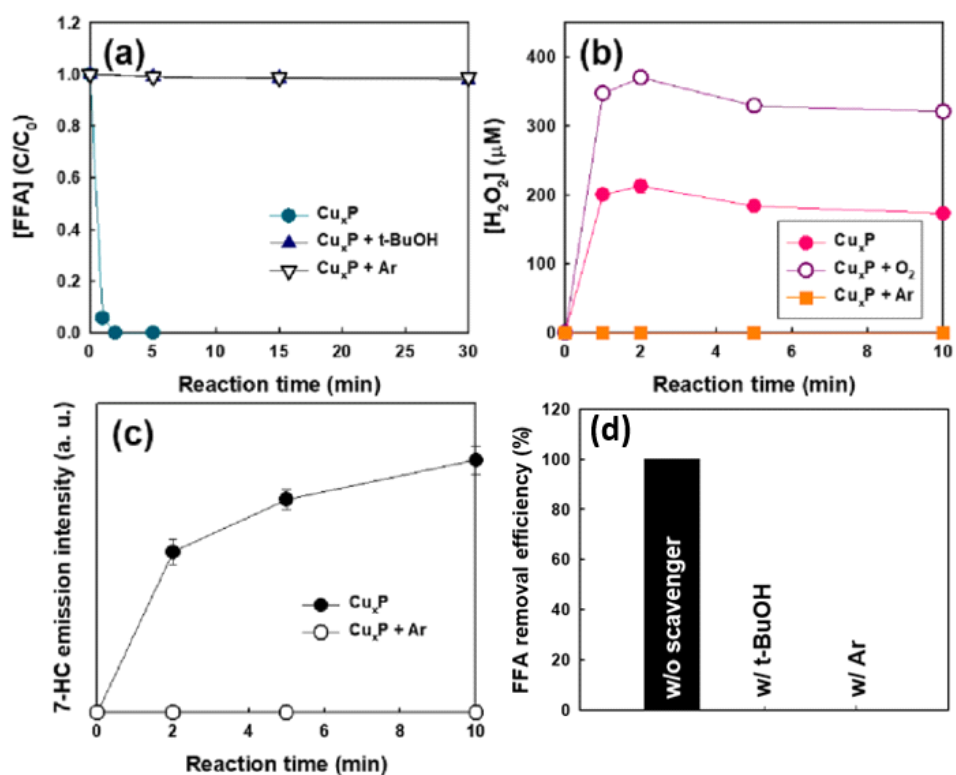 (a)
[FFA] (C/C0)
1.2
1.0
0.8
0.6
0.4
0.2
0.0
CuxP
CuxP + t-BuOH
CuxP + Ar
0 5 10 15 20 25 30
Reaction time (min)
(b)
[H2O2] (μM)
400
300
200
100
0
CuxP
CuxP + O2
CuxP + Ar
0 2 4 6 8 10
Reaction time (min)
(c)
7-HC emission intensity (a. u.)
CuxP
CuxP + Ar
0 2 4 6 8 10
Reaction time (min)
(d)
FFA removal efficiency (%)
120
100
80
60
40
20
0
w/o scavenger
w/ t-BuOH
w/ Ar